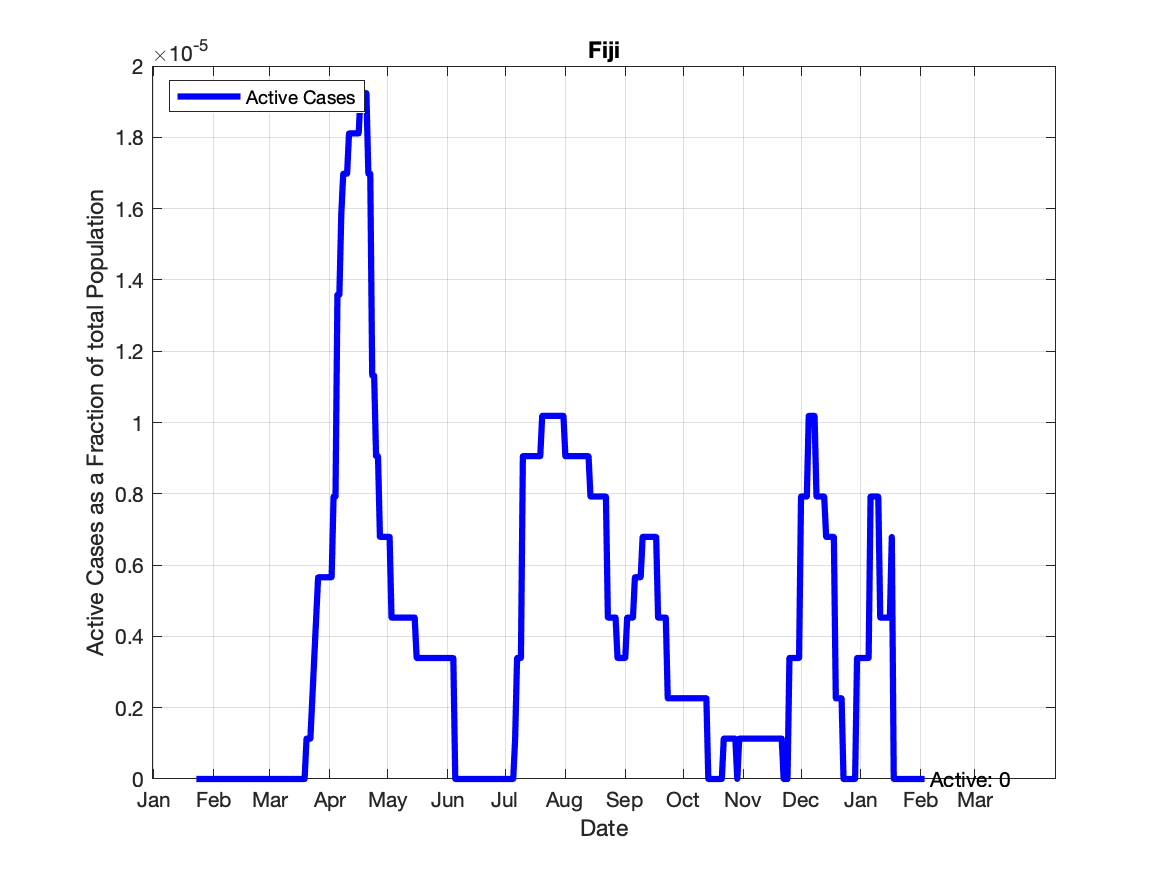 ×10-5
Fiji
Active Cases
Active Cases as a Fraction of total Population
2
1.8
1.6
1.4
1.2
1
0.8
0.6
0.4
0.2
0
Active: 0
Jan Feb Mar Apr May Jun Jul Aug Sep Oct Nov Dec Jan Feb Mar
Date